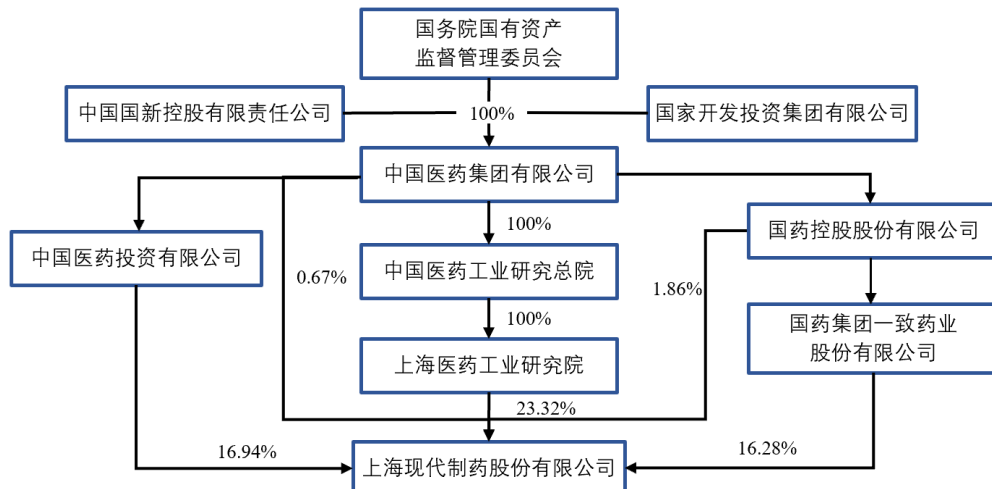 国务院国有资产
监督管理委员会
中国国新控股有限责任公司
100%
国家开发投资集团有限公司
中国医药集团有限公司
100%
中国医药投资有限公司
0.67%
中国医药工业研究总院
1.86%
国药控股股份有限公司
100%
国药集团一致药业
股份有限公司
上海医药工业研究院
23.32%
16.94%
16.28%
上海现代制药股份有限公司